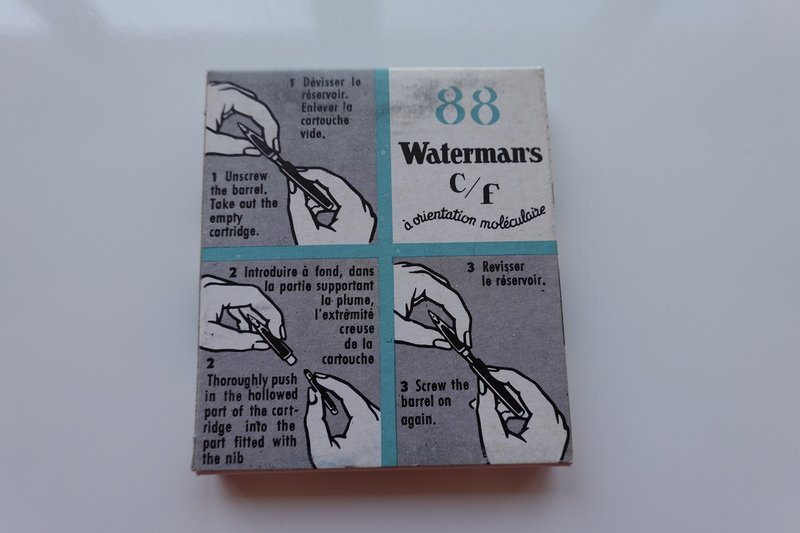 1 Dévisser le
réservoir.
Enlever la
cartouche
vide.
1 Unscrew
the barrel.
Take out the
empty
cartridge.
88
Waterman's
C/F
à orientation moléculaire
2 Introduire à fond, dans
la partie supportant
la plume,
l'extrémité
creuse
de la
cartouche
2
Thoroughly push
in the hollowed
part of the cart-
ridge into the
part fitted with
the nib
3 Revisser
le réservoir.
3 Screw the
barrel on
again.